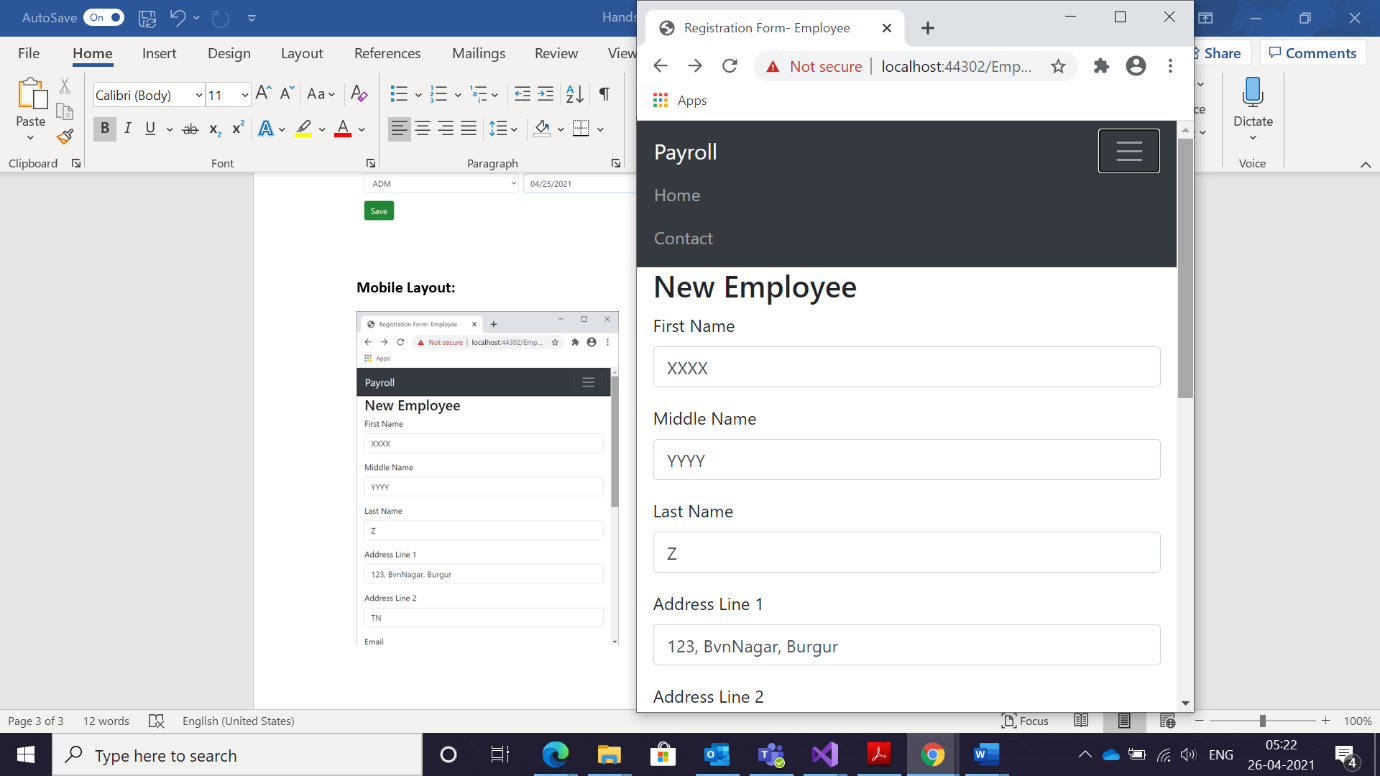 AutoSave On
Hands
File Home Insert Design Layout References Mailings Review View
Share Comments
Paste
Calibri (Body) 11
Aa
B I U ab x₂ x² A A
Dictate
Clipboard Font Paragraph Voice
ADM 04/25/2021
Save
Mobile Layout:
Registration Form- Employee
Not secure | localhost:44302/Emp...
Apps
Payroll
New Employee
First Name
XXXX
Middle Name
YYYY
Last Name
Z
Address Line 1
123, BvnNagar, Burgur
Address Line 2
TN
Email
Registration Form- Employee
Not secure | localhost:44302/Emp...
Apps
Payroll
Home
Contact
New Employee
First Name
XXXX
Middle Name
YYYY
Last Name
Z
Address Line 1
123, BvnNagar, Burgur
Address Line 2
Page 3 of 3 12 words English (United States)
Focus 100%
Type here to search
ENG
05:22
26-04-2021
4